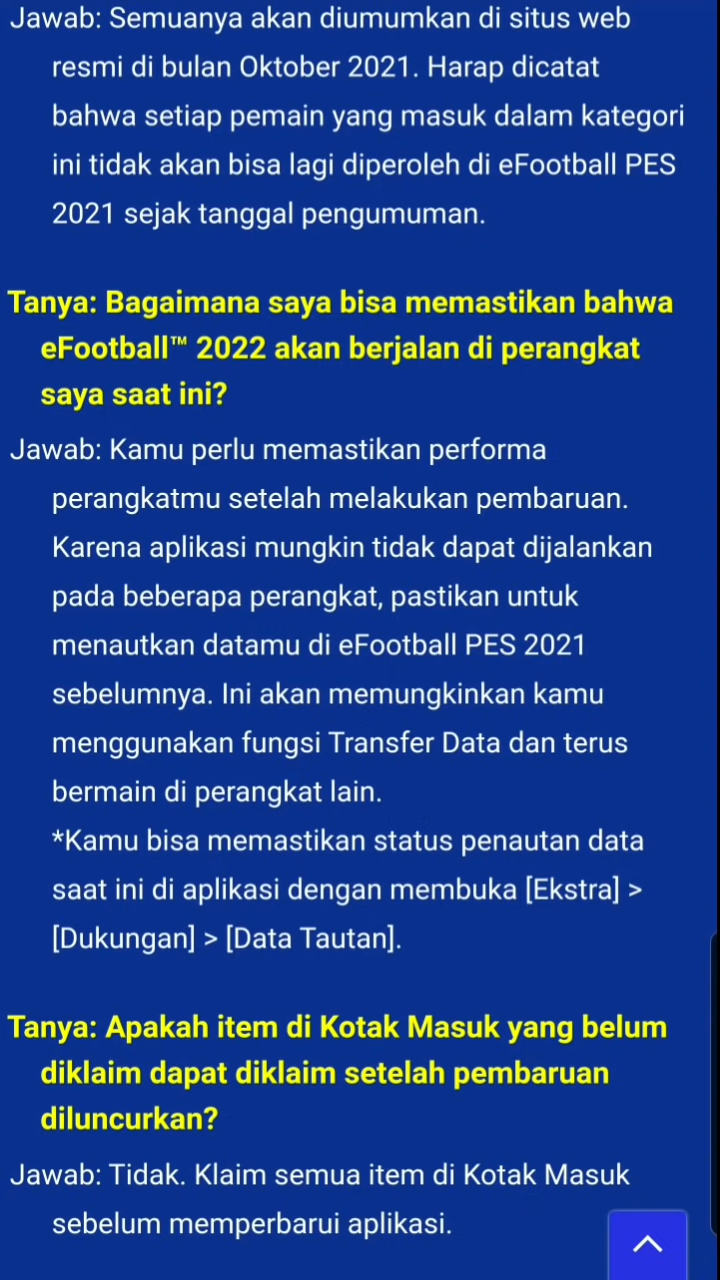 Jawab: Semuanya akan diumumkan di situs web
resmi di bulan Oktober 2021. Harap dicatat
bahwa setiap pemain yang masuk dalam kategori
ini tidak akan bisa lagi diperoleh di eFootball PES
2021 sejak tanggal pengumuman.
Tanya: Bagaimana saya bisa memastikan bahwa
eFootball™ 2022 akan berjalan di perangkat
saya saat ini?
Jawab: Kamu perlu memastikan performa
perangkatmu setelah melakukan pembaruan.
Karena aplikasi mungkin tidak dapat dijalankan
pada beberapa perangkat, pastikan untuk
menautkan datamu di eFootball PES 2021
sebelumnya. Ini akan memungkinkan kamu
menggunakan fungsi Transfer Data dan terus
bermain di perangkat lain.
*Kamu bisa memastikan status penautan data
saat ini di aplikasi dengan membuka [Ekstra] >
[Dukungan] > [Data Tautan].
Tanya: Apakah item di Kotak Masuk yang belum
diklaim dapat diklaim setelah pembaruan
diluncurkan?
Jawab: Tidak. Klaim semua item di Kotak Masuk
sebelum memperbarui aplikasi.